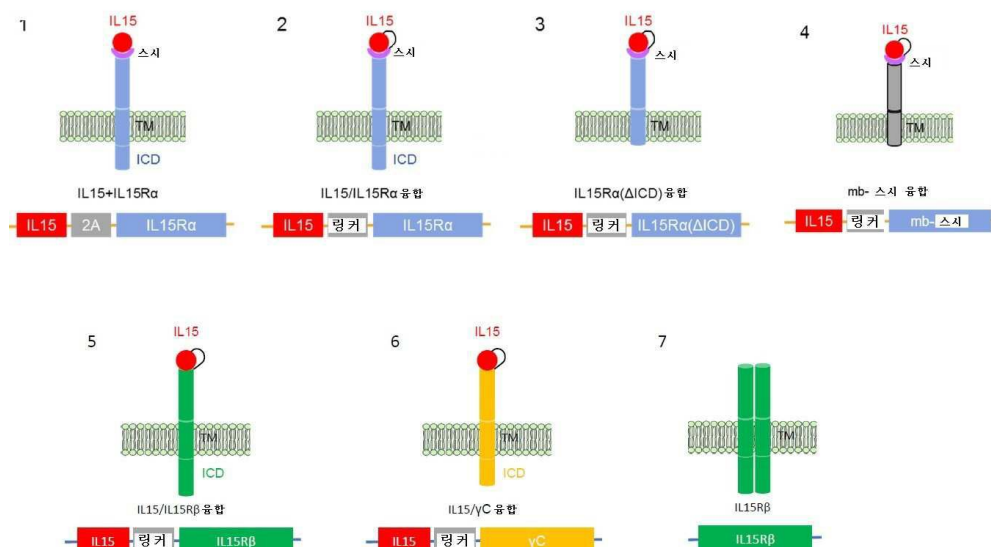 1
IL15
스시
TM
ICD
IL15+IL15Rα
IL15 2A IL15Rα
2
IL15
스시
TM
ICD
IL15/IL15Rα 융합
IL15 링커 IL15Rα
3
IL15
스시
TM
IL15Rα(ΔICD) 융합
IL15 링커 IL15Rα(ΔICD)
4
IL15
스시
TM
mb- 스시 융합
IL15 링커 mb- 스시
5
IL15
TM
ICD
IL15/IL15Rβ 융합
IL15 링커 IL15Rβ
6
IL15
TM
ICD
IL15/γC 융합
IL15 링커 γC
7
TM
IL15Rβ
IL15Rβ